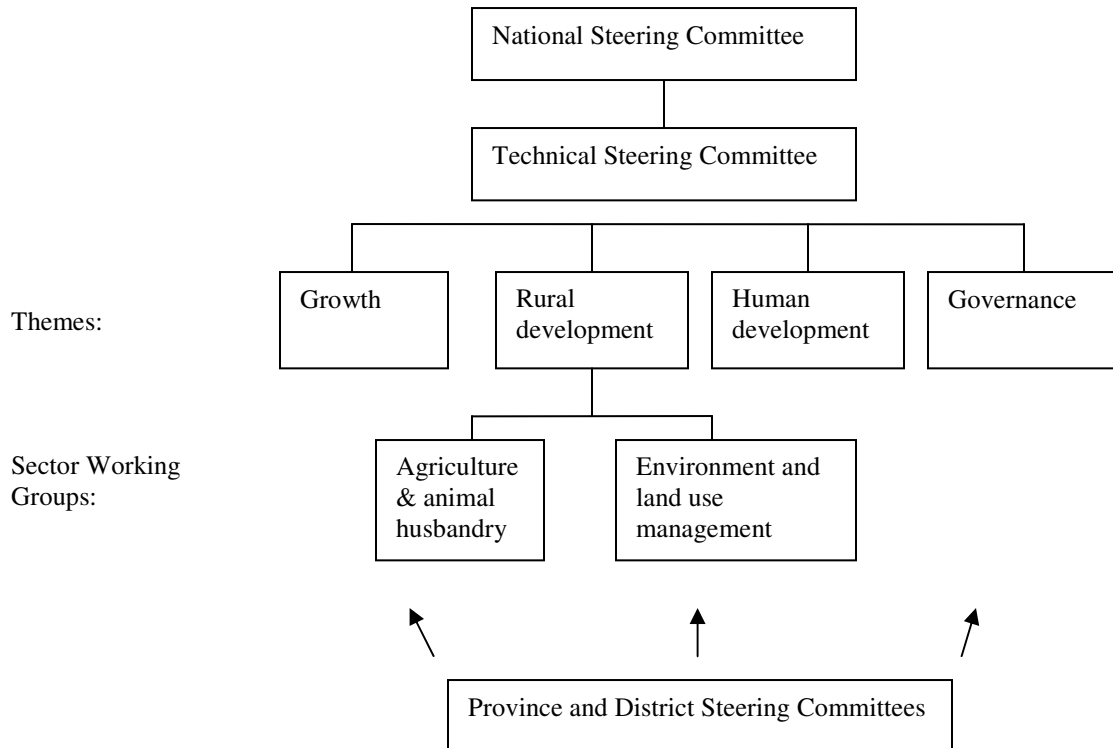 National Steering Committee
Technical Steering Committee
Themes:
Growth
Rural
development
Human
development
Governance
Sector Working
Groups:
Agriculture
& animal
husbandry
Environment and
land use
management
Province and District Steering Committees